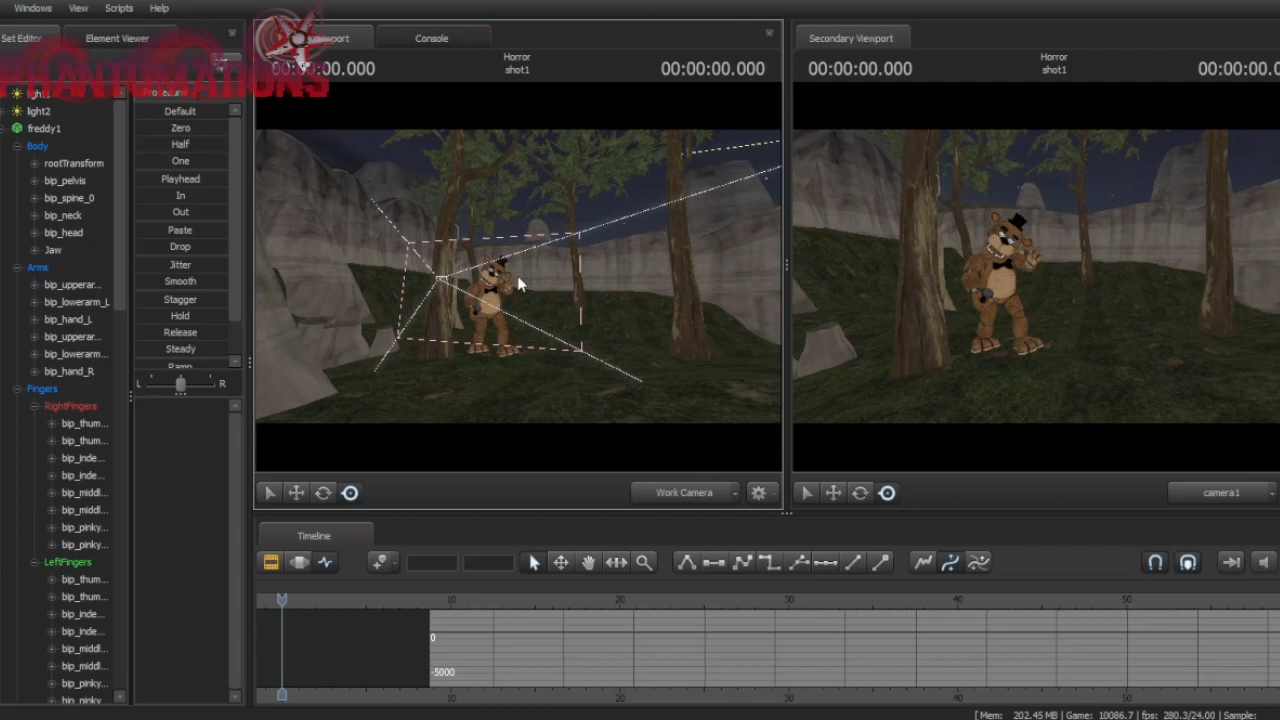 Windows View Scripts Help
Set Editor Element Viewer
Console
Secondary Viewport
PHANTOMATIONS
00:00:00.000
Horror
shot1
00:00:00.000
00:00:00.000
Horror
shot1
light1
light2
freddy1
Body
rootTransform
bip_pelvis
bip_spine_0
bip_neck
bip_head
Jaw
Arms
bip_upperar...
bip_lowerarm_L
bip_hand_L
bip_upperar...
bip_lowerarm...
bip_hand_R
Fingers
RightFingers
bip_thum...
bip_thum...
bip_inde...
bip_inde...
bip_middl...
bip_middl...
bip_pinky...
bip_pinky...
LeftFingers
bip_thum...
bip_thum...
bip_inde...
bip_inde...
bip_middl...
bip_middl...
bip_pinky...
bip_pinky...
Procedural
Default
Zero
Half
One
Playhead
In
Out
Paste
Drop
Jitter
Smooth
Stagger
Hold
Release
Steady
Ramp
L R
Work Camera
camera1
Timeline
10 20 30 40 50
0
-5000
10 20 30 40 50
[ Mem: 202.45 MB | Game: 10086.7 | fps: 280.3/24.00 | Sample: